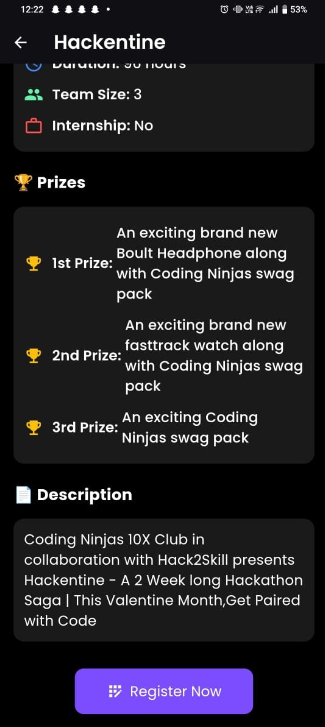 12:22
53%
Hackentine
Duration: 90 hours
Team Size: 3
Internship: No
Prizes
1st Prize: An exciting brand new
Boult Headphone along
with Coding Ninjas swag
pack
2nd Prize: An exciting brand new
fasttrack watch along
with Coding Ninjas swag
pack
3rd Prize: An exciting Coding
Ninjas swag pack
Description
Coding Ninjas 10X Club in
collaboration with Hack2Skill presents
Hackentine - A 2 Week long Hackathon
Saga | This Valentine Month,Get Paired
with Code
Register Now